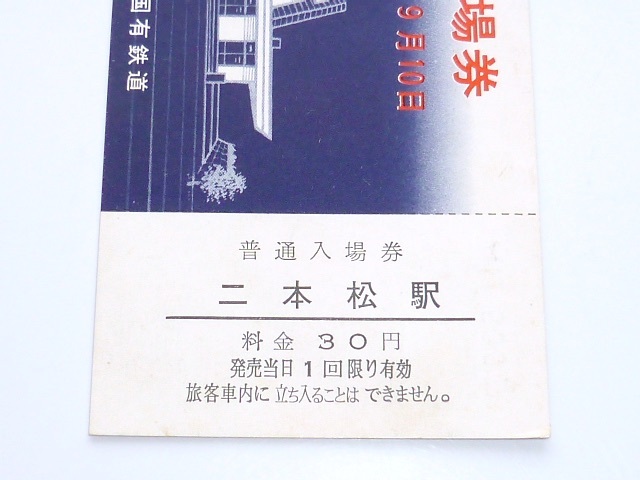 場券
9月10日
国有鉄道
普通入場券
二本松駅
料金 30円
発売当日1回限り有効
旅客車内に立ち入ることはできません。